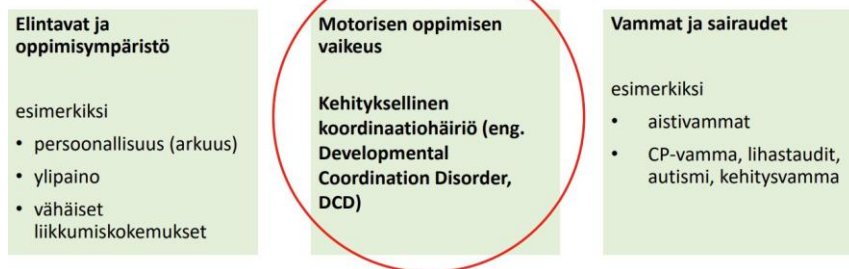 Elintavat ja
oppimisympäristö
esimerkiksi
• persoonallisuus (arkuus)
• ylipaino
• vähäiset
liikkumiskokemukset
Motorisen oppimisen
vaikeus
Kehityksellinen
koordinaatiohäiriö (eng.
Developmental
Coordination Disorder,
DCD)
Vammat ja sairaudet
esimerkiksi
• aistivammat
• CP-vamma, lihastaudit,
autismi, kehitysvamma